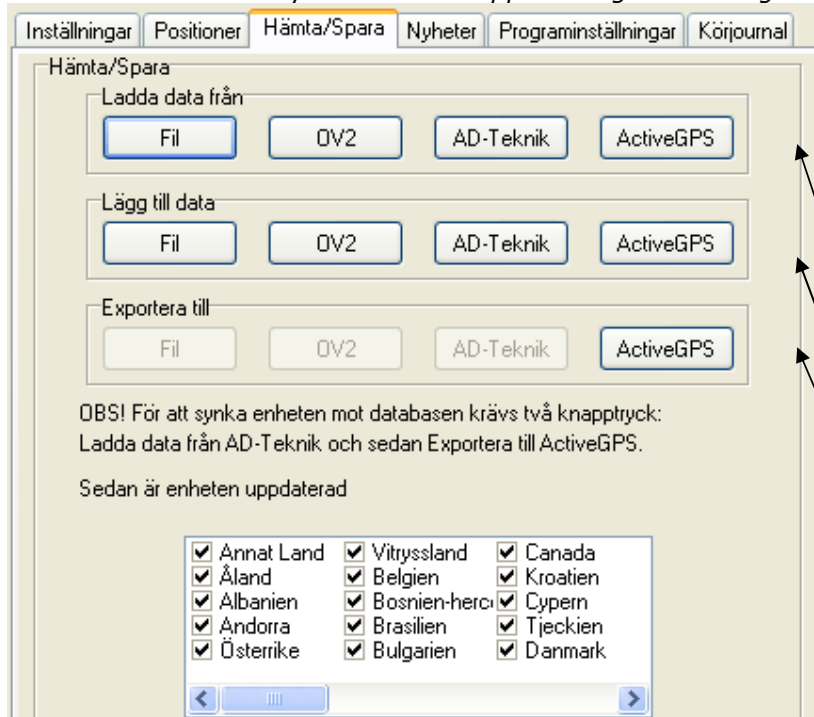 Inställningar Positioner Hämta/Spara Nyheter Programinställningar Körjournal
Hämta/Spara
Ladda data från
Fil OV2 AD-Teknik ActiveGPS
Lägg till data
Fil OV2 AD-Teknik ActiveGPS
Exportera till
Fil OV2 AD-Teknik ActiveGPS
OBS! För att synka enheten mot databasen krävs två knapptryck:
Ladda data från AD-Teknik och sedan Exportera till ActiveGPS.
Sedan är enheten uppdaterad
Annat Land Vitryssland Canada
Åland Belgien Kroatien
Albanien Bosnien-herc Cypern
Andorra Brasilien Tjeckien
Österrike Bulgarien Danmark